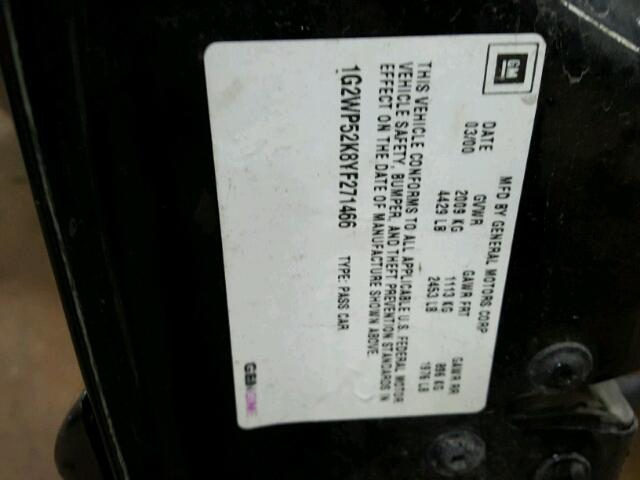 GM
MFD BY GENERAL MOTORS CORP
DATE GVWR GAWR FRT GAWR RR
03/00 2009 KG 1113 KG 896 KG
4429 LB 2453 LB 1976 LB
THIS VEHICLE CONFORMS TO ALL APPLICABLE U.S. FEDERAL MOTOR
VEHICLE SAFETY, BUMPER, AND THEFT PREVENTION STANDARDS IN
EFFECT ON THE DATE OF MANUFACTURE SHOWN ABOVE.
1G2WP52K8YF271466 TYPE: PASS CAR